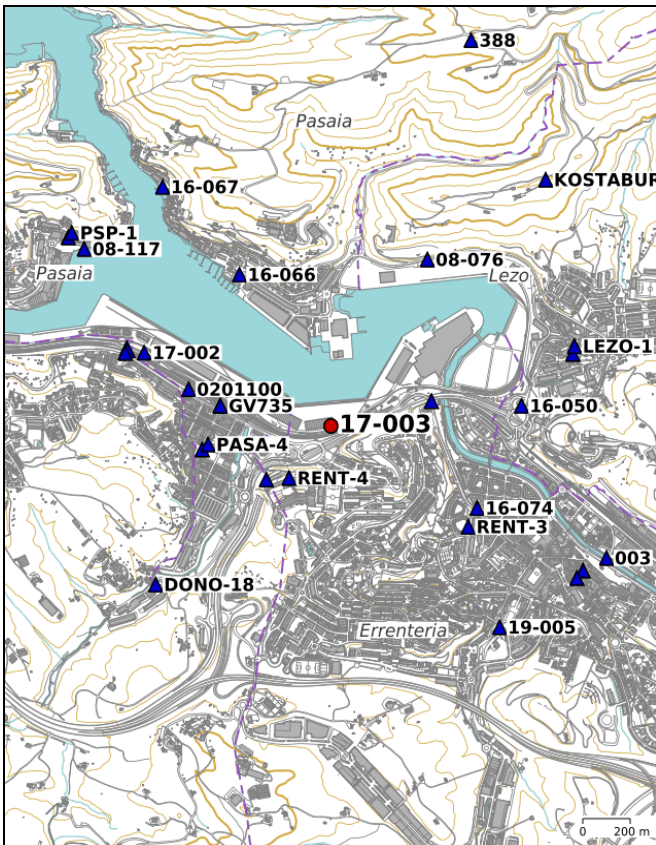 388
Pasaia
KOSTABUR
16-067
PSP-1
08-117
Pasaia
08-076
Lezo
16-066
LEZO-1
17-002
0201100
GV735
16-050
17-003
PASA-4
RENT-4
16-074
RENT-3
003
DONO-18
19-005
Errenteria
0 200 m